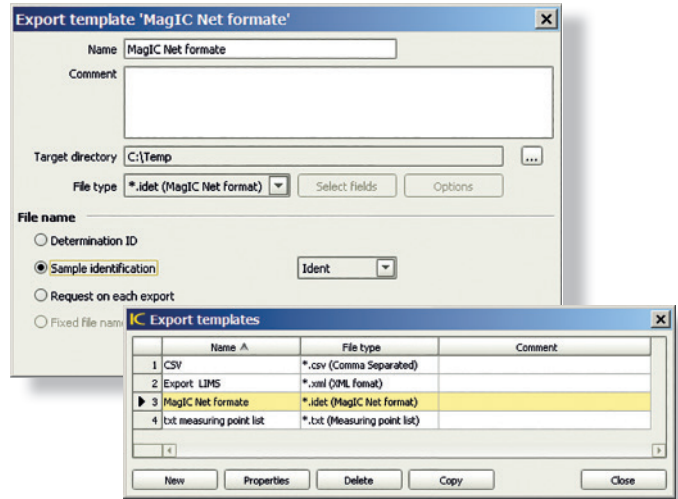 Export template 'MagIC Net formate'
Name MagIC Net formate
Comment
Target directory C:\Temp ...
File type *.idet (MagIC Net format) Select fields Options
File name
Determination ID
Sample identification Ident
Request on each export
Fixed file nam
IC Export templates
Name File type Comment
1 CSV *.csv (Comma Separated)
2 Export LIMS *.xml (XML fomat)
3 MagIC Net formate *.idet (MagIC Net format)
4 txt measuring point list *.txt (Measuring point list)
New Properties Delete Copy Close